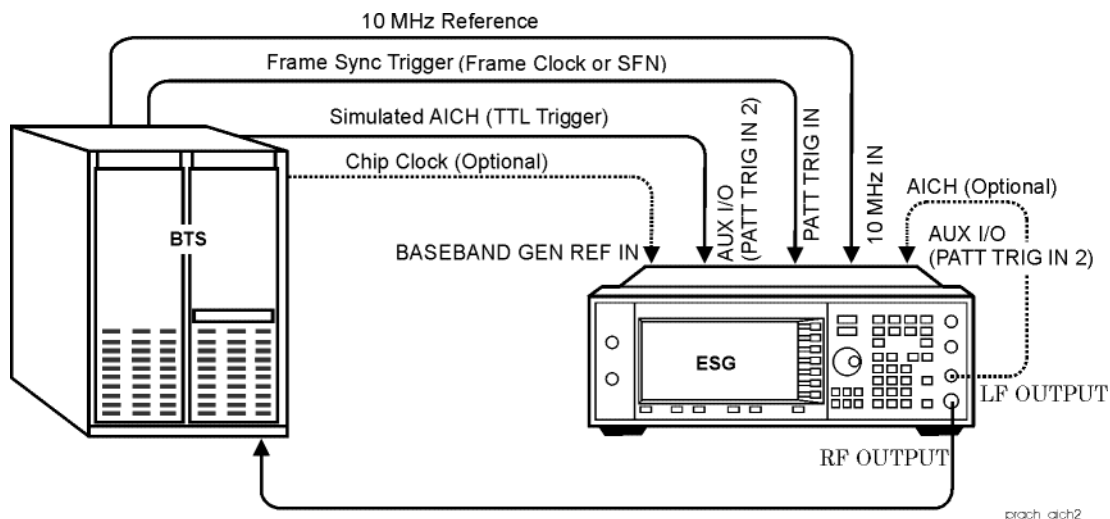 10 MHz Reference
Frame Sync Trigger (Frame Clock or SFN)
Simulated AICH (TTL Trigger)
Chip Clock (Optional)
BASEBAND GEN REF IN
AUX I/O
(PATT TRIG IN 2)
PATT TRIG IN
10 MHz IN
AICH (Optional)
AUX I/O
(PATT TRIG IN 2)
BTS
ESG
LF OUTPUT
RF OUTPUT
prach_aich2